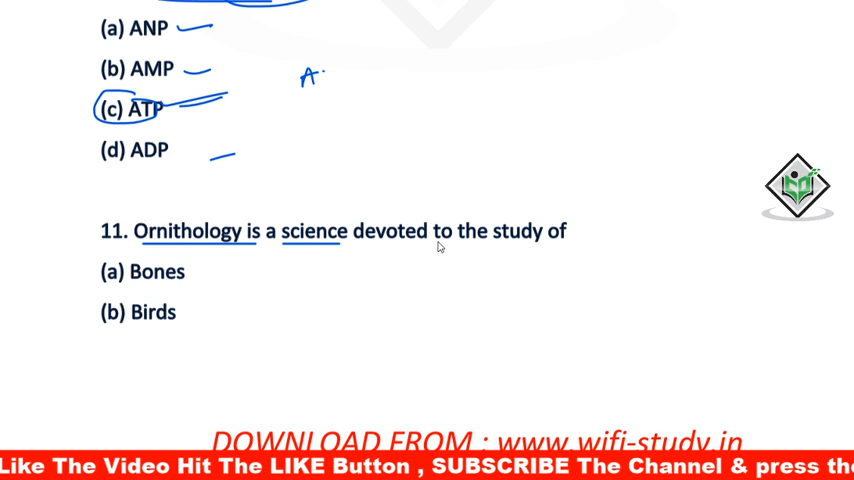 (a) ANP
(b) AMP
A
(c) ATP
(d) ADP
11. Ornithology is a science devoted to the study of
(a) Bones
(b) Birds
DOWNLOAD FROM : www.wifi-study.in
Like The Video Hit The LIKE Button , SUBSCRIBE The Channel & press the